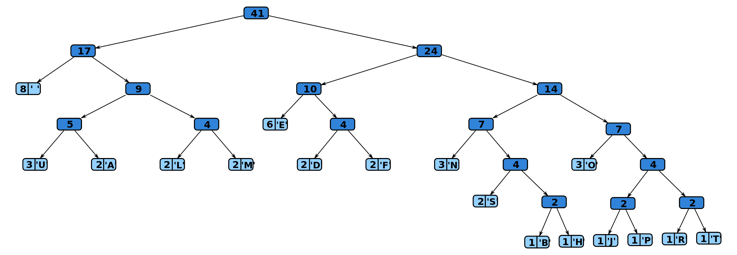 41
17 24
8 ' ' 9 10 14
5 4 6 'E' 4 7 7
3 'U 2 'A 2 'L' 2 'M' 2 'D 2 'F 3 'N 4 3 'O' 4
2 'S 2 2 2
1 'B' 1 'H' 1 'J' 1 'P 1 'R 1 'T